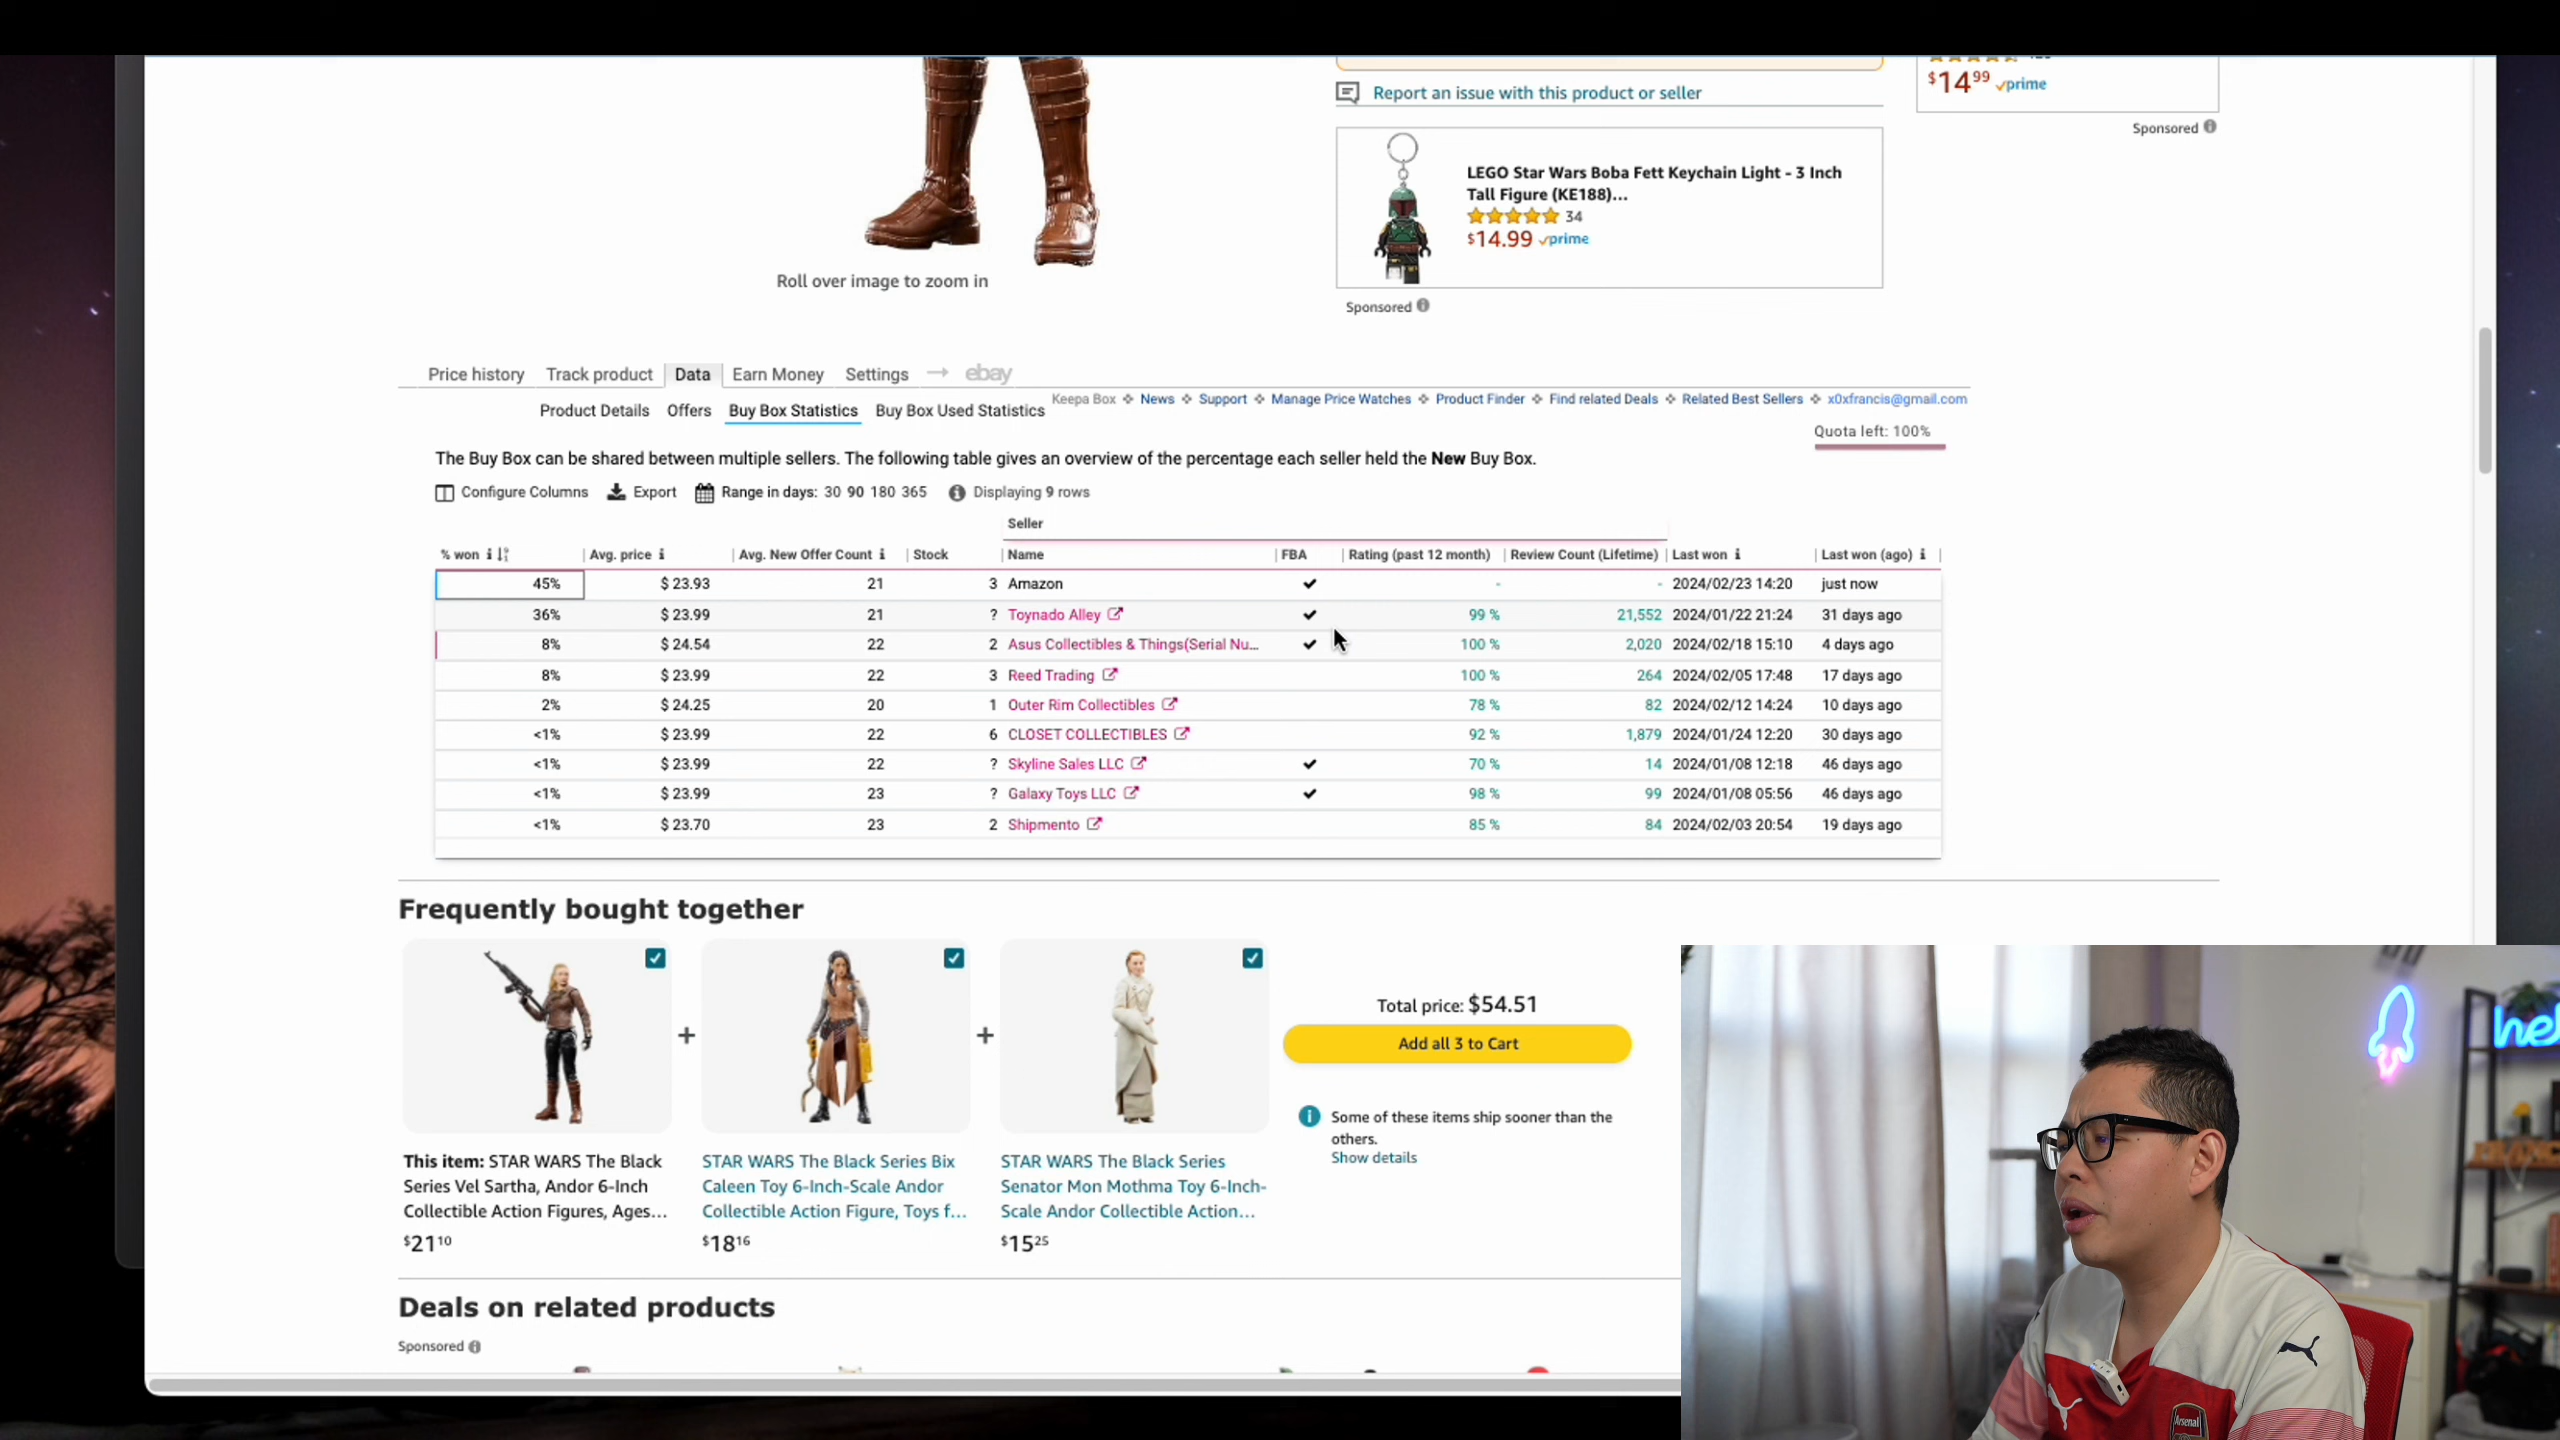 $14.99 prime
Sponsored
Report an issue with this product or seller
LEGO Star Wars Boba Fett Keychain Light - 3 Inch
Tall Figure (KE188)...
34
$14.99 prime
Sponsored
Roll over image to zoom in
Price history Track product Data Earn Money Settings → ebay
Keepa Box News Support Manage Price Watches Product Finder Find related Deals Related Best Sellers x0xfrancis@gmail.com
Product Details Offers Buy Box Statistics Buy Box Used Statistics
Quota left: 100%
The Buy Box can be shared between multiple sellers. The following table gives an overview of the percentage each seller held the New Buy Box.
Configure Columns Export Range in days: 30 90 180 365 Displaying 9 rows
Seller
% won Avg. price Avg. New Offer Count Stock Name FBA Rating (past 12 month) Review Count (Lifetime) Last won Last won (ago)
45% $ 23.93 21 3 Amazon ✔ - - 2024/02/23 14:20 just now
36% $ 23.99 21 ? Toynado Alley ✔ 99 % 21,552 2024/01/22 21:24 31 days ago
8% $ 24.54 22 2 Asus Collectibles & Things(Serial Nu... ✔ 100 % 2,020 2024/02/18 15:10 4 days ago
8% $ 23.99 22 3 Reed Trading 100 % 264 2024/02/05 17:48 17 days ago
2% $ 24.25 20 1 Outer Rim Collectibles 78 % 82 2024/02/12 14:24 10 days ago
<1% $ 23.99 22 6 CLOSET COLLECTIBLES 92 % 1,879 2024/01/24 12:20 30 days ago
<1% $ 23.99 22 ? Skyline Sales LLC ✔ 70 % 14 2024/01/08 12:18 46 days ago
<1% $ 23.99 23 ? Galaxy Toys LLC ✔ 98 % 99 2024/01/08 05:56 46 days ago
<1% $ 23.70 23 2 Shipmento 85 % 84 2024/02/03 20:54 19 days ago
Frequently bought together
+ +
Total price: $54.51
Add all 3 to Cart
Some of these items ship sooner than the
others.
Show details
This item: STAR WARS The Black
Series Vel Sartha, Andor 6-Inch
Collectible Action Figures, Ages...
$21.10
STAR WARS The Black Series Bix
Caleen Toy 6-Inch-Scale Andor
Collectible Action Figure, Toys f...
$18.16
STAR WARS The Black Series
Senator Mon Mothma Toy 6-Inch-
Scale Andor Collectible Action...
$15.25
Deals on related products
Sponsored
hel
Arsenal